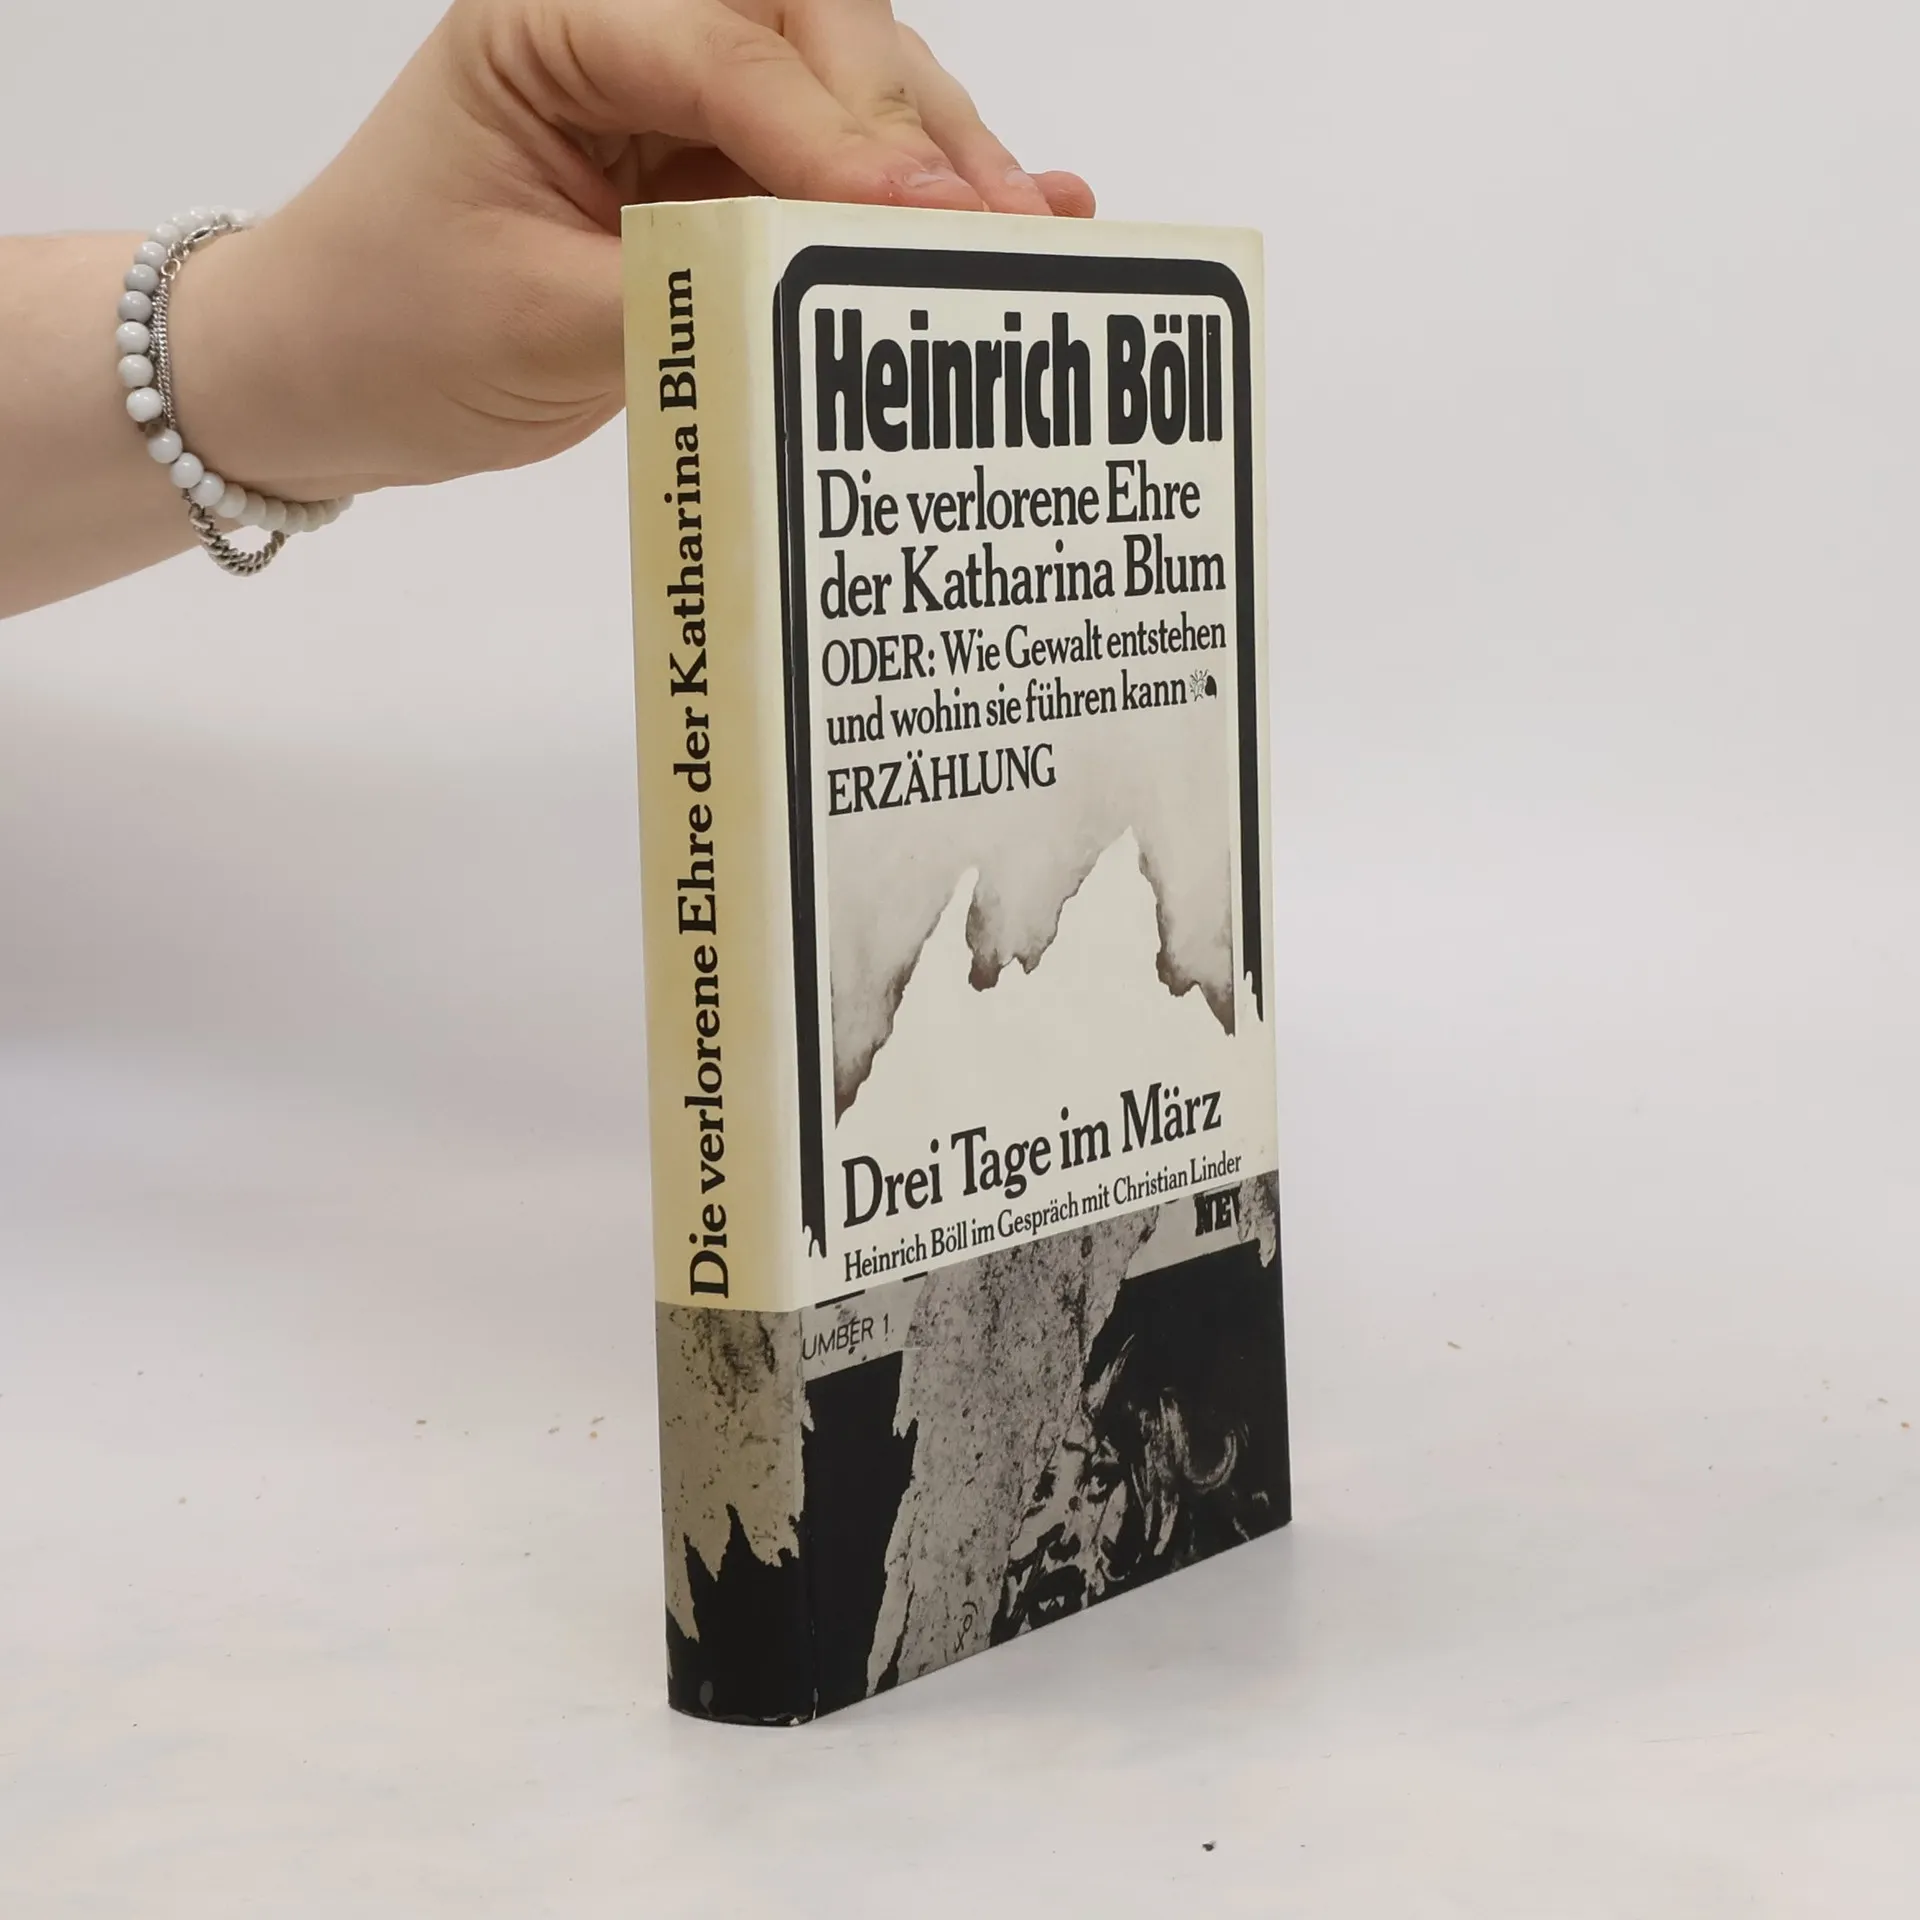 Die verlorene Ehre der Katharina Blum
Heinrich Böll
Die verlorene Ehre
der Katharina Blum
ODER: Wie Gewalt entstehen
und wohin sie führen kann
ERZÄHLUNG
Drei Tage im März
Heinrich Böll im Gespräch mit Christian Linder
NEW
UMBER 1.